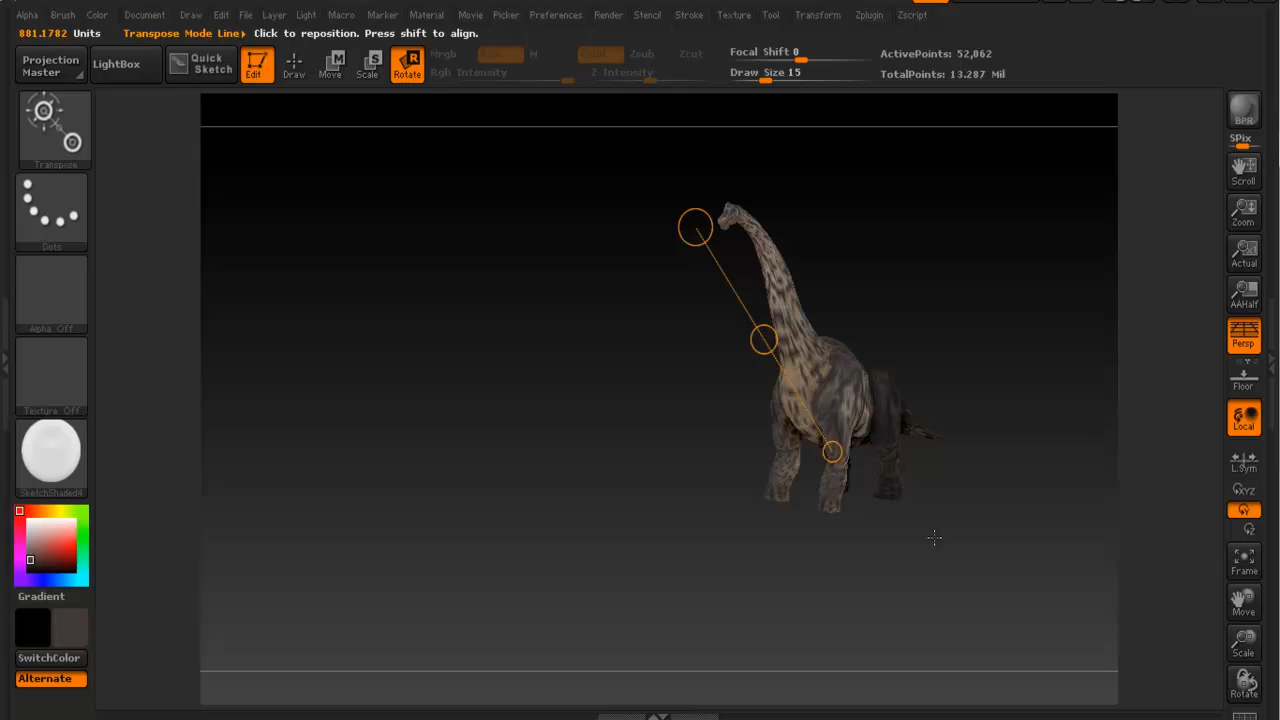 Alpha Brush Color Document Draw Edit File Layer Light Macro Marker Material Movie Picker Preferences Render Stencil Stroke Texture Tool Transform Zplugin Zscript
881.1782 Units Transpose Mode Line Click to reposition. Press shift to align.
Projection Master
LightBox
Quick Sketch
Edit
Draw
Move
Scale
Rotate
Mrgb
M
Zsub
Zcut
Rgb Intensity
Z Intensity
Focal Shift 0
Draw Size 15
ActivePoints: 52,062
TotalPoints: 13.287 Mil
Transpose
Dots
Alpha Off
Texture Off
SketchShaded4
Gradient
SwitchColor
Alternate
BPR
SPix
Scroll
Zoom
Actual
AAHalf
Persp
Floor
Local
L.Sym
XYZ
Y
Z
Frame
Move
Scale
Rotate